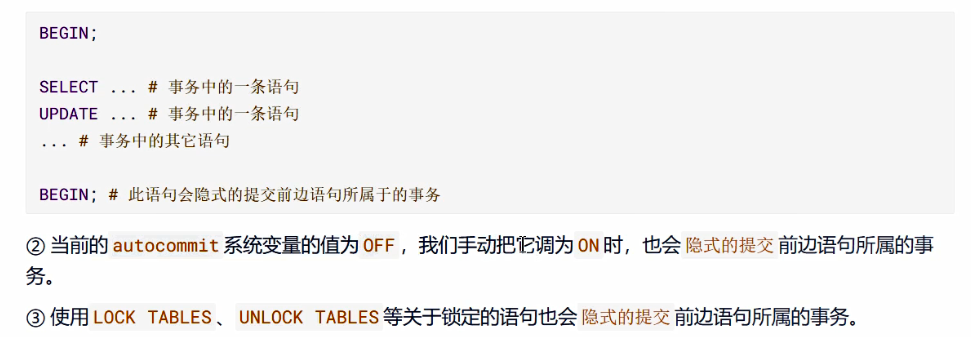 BEGIN;
SELECT ... # 事务中的一条语句
UPDATE ... # 事务中的一条语句
... # 事务中的其它语句
BEGIN; # 此语句会隐式的提交前边语句所属于的事务
② 当前的 autocommit 系统变量的值为 OFF ，我们手动把它调为 ON 时，也会 隐式的提交 前边语句所属的事
务。
③ 使用 LOCK TABLES 、 UNLOCK TABLES 等关于锁定的语句也会 隐式的提交 前边语句所属的事务。